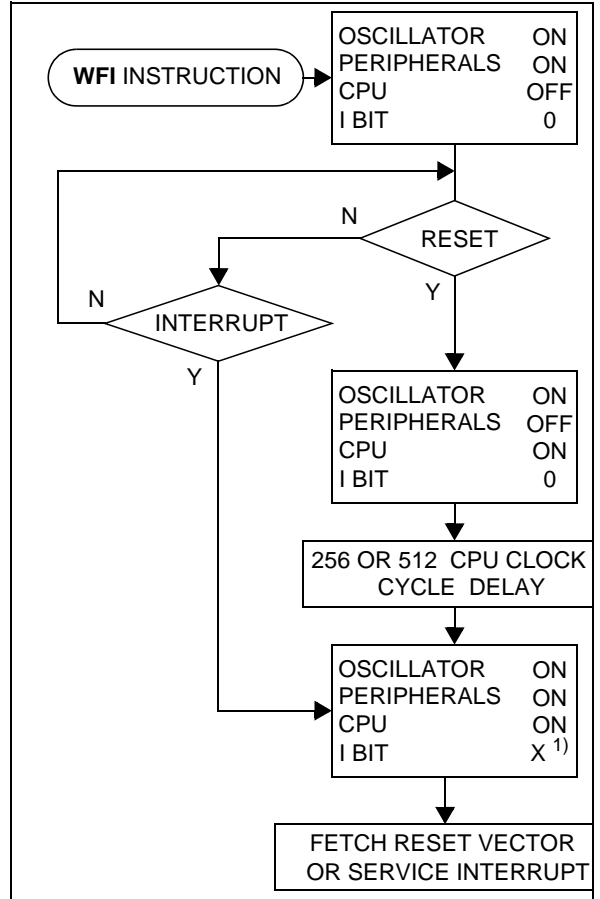 WFI INSTRUCTION
OSCILLATOR ON
PERIPHERALS ON
CPU OFF
I BIT 0
N
RESET
Y
N
INTERRUPT
Y
OSCILLATOR ON
PERIPHERALS OFF
CPU ON
I BIT 0
256 OR 512 CPU CLOCK
CYCLE DELAY
OSCILLATOR ON
PERIPHERALS ON
CPU ON
I BIT X 1)
FETCH RESET VECTOR
OR SERVICE INTERRUPT